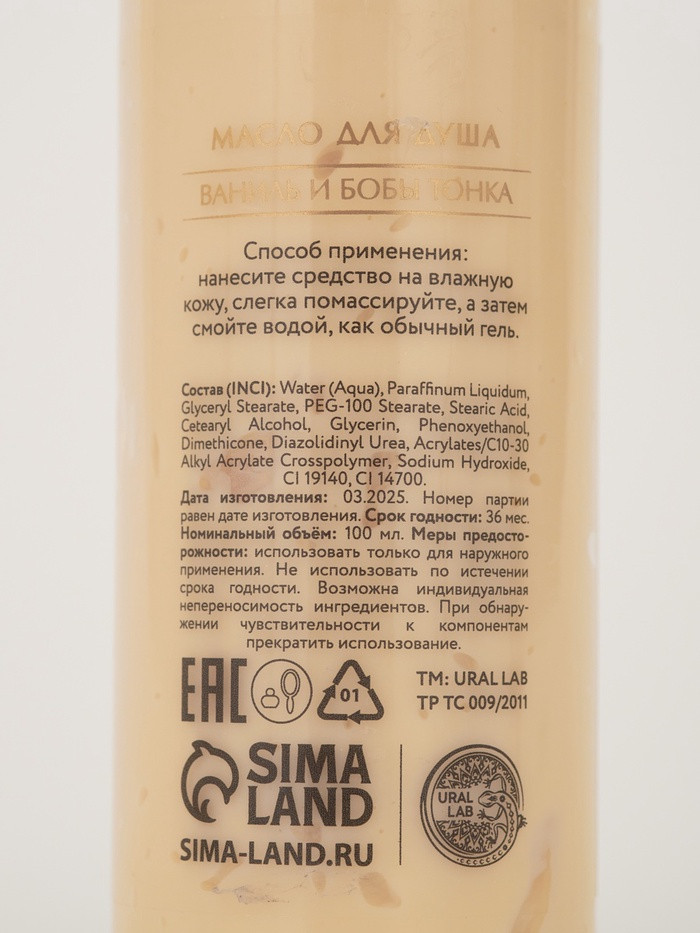 МАСЛО ДЛЯ ДУША
ВАНИЛЬ И БОБЫ ТОНКА
Способ применения:
нанесите средство на влажную
кожу, слегка помассируйте, а затем
смойте водой, как обычный гель.
Состав (INCI): Water (Aqua), Paraffinum Liquidum,
Glyceryl Stearate, PEG-100 Stearate, Stearic Acid,
Cetearyl Alcohol, Glycerin, Phenoxyethanol,
Dimethicone, Diazolidinyl Urea, Acrylates/C10-30
Alkyl Acrylate Crosspolymer, Sodium Hydroxide,
CI 19140, CI 14700.
Дата изготовления: 03.2025. Номер партии
равен дате изготовления. Срок годности: 36 мес.
Номинальный объём: 100 мл. Меры предосто-
рожности: использовать только для наружного
применения. Не использовать по истечении
срока годности. Возможна индивидуальная
непереносимость ингредиентов. При обнару-
жении чувствительности к компонентам
прекратить использование.
EAC 01 ТМ: URAL LAB
ТР ТС 009/2011
SIMA
LAND
SIMA-LAND.RU
URAL
LAB